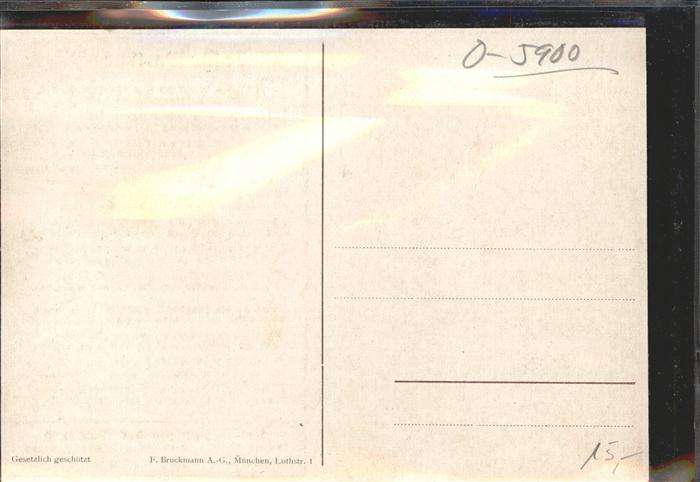 O-5900
Gesetzlich geschützt
F. Bruckmann A.-G., München, Lothstr. 1
15,-